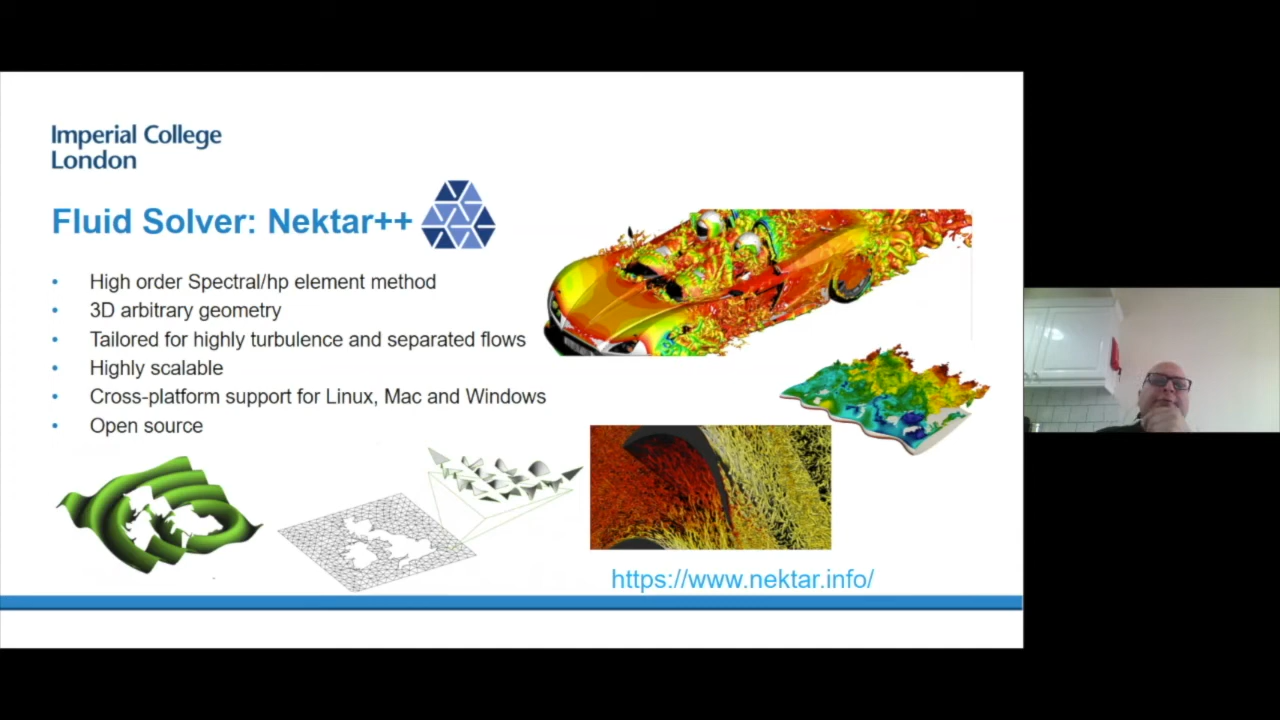 Imperial College
London
Fluid Solver: Nektar++
• High order Spectral/hp element method
• 3D arbitrary geometry
• Tailored for highly turbulence and separated flows
• Highly scalable
• Cross-platform support for Linux, Mac and Windows
• Open source
https://www.nektar.info/